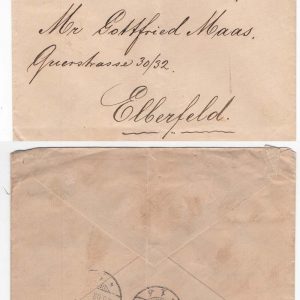 Mr Gottfried Maas.
Querstrasse 30/32.
Elberfeld.